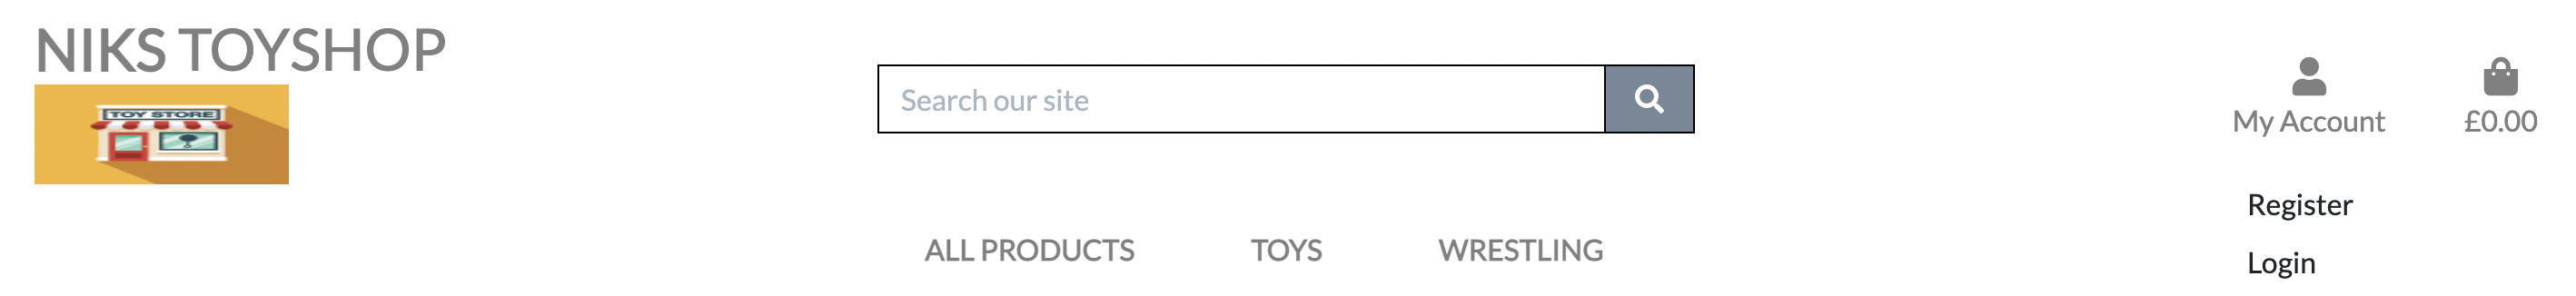 NIKS TOYSHOP
TOY STORE
Search our site
My Account
£0.00
Register
Login
ALL PRODUCTS
TOYS
WRESTLING